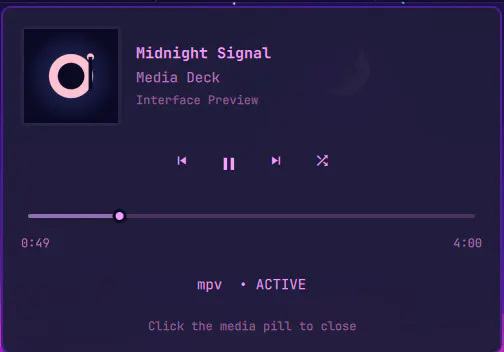 Midnight Signal
Media Deck
Interface Preview
0:49
4:00
mpv • ACTIVE
Click the media pill to close